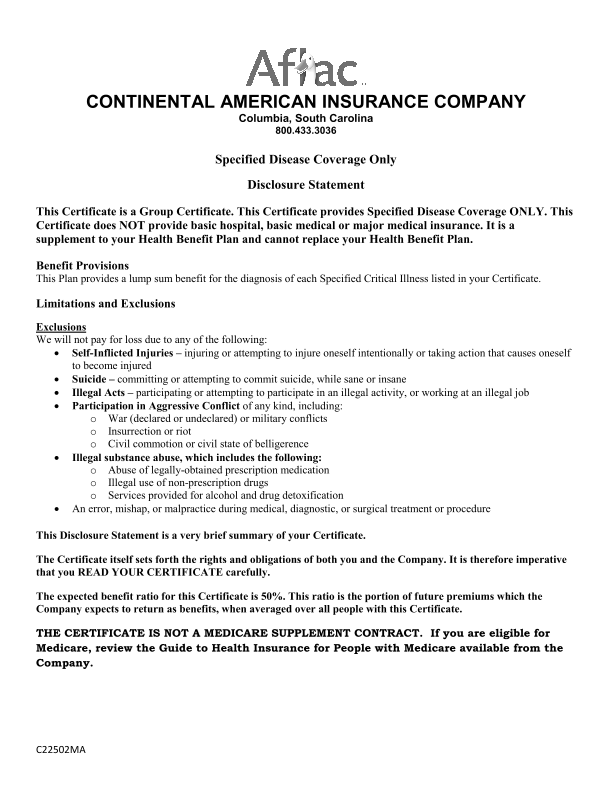 Aflac
CONTINENTAL AMERICAN INSURANCE COMPANY
Columbia, South Carolina
800.433.3036
Specified Disease Coverage Only
Disclosure Statement
This Certificate is a Group Certificate. This Certificate provides Specified Disease Coverage ONLY. This
Certificate does NOT provide basic hospital, basic medical or major medical insurance. It is a
supplement to your Health Benefit Plan and cannot replace your Health Benefit Plan.
Benefit Provisions
This Plan provides a lump sum benefit for the diagnosis of each Specified Critical Illness listed in your Certificate.
Limitations and Exclusions
Exclusions
We will not pay for loss due to any of the following:
• Self-Inflicted Injuries – injuring or attempting to injure oneself intentionally or taking action that causes oneself
to become injured
• Suicide – committing or attempting to commit suicide, while sane or insane
• Illegal Acts – participating or attempting to participate in an illegal activity, or working at an illegal job
• Participation in Aggressive Conflict of any kind, including:
o War (declared or undeclared) or military conflicts
o Insurrection or riot
o Civil commotion or civil state of belligerence
• Illegal substance abuse, which includes the following:
o Abuse of legally-obtained prescription medication
o Illegal use of non-prescription drugs
o Services provided for alcohol and drug detoxification
• An error, mishap, or malpractice during medical, diagnostic, or surgical treatment or procedure
This Disclosure Statement is a very brief summary of your Certificate.
The Certificate itself sets forth the rights and obligations of both you and the Company. It is therefore imperative
that you READ YOUR CERTIFICATE carefully.
The expected benefit ratio for this Certificate is 50%. This ratio is the portion of future premiums which the
Company expects to return as benefits, when averaged over all people with this Certificate.
THE CERTIFICATE IS NOT A MEDICARE SUPPLEMENT CONTRACT. If you are eligible for
Medicare, review the Guide to Health Insurance for People with Medicare available from the
Company.
C22502MA